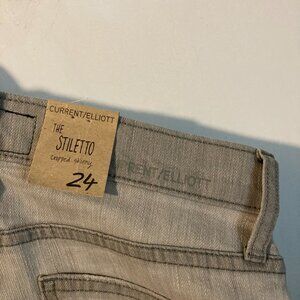 CURRENT/ELLIOTT
THE
STILETTO
cropped skinny
24
CURRENT/ELLIOTT